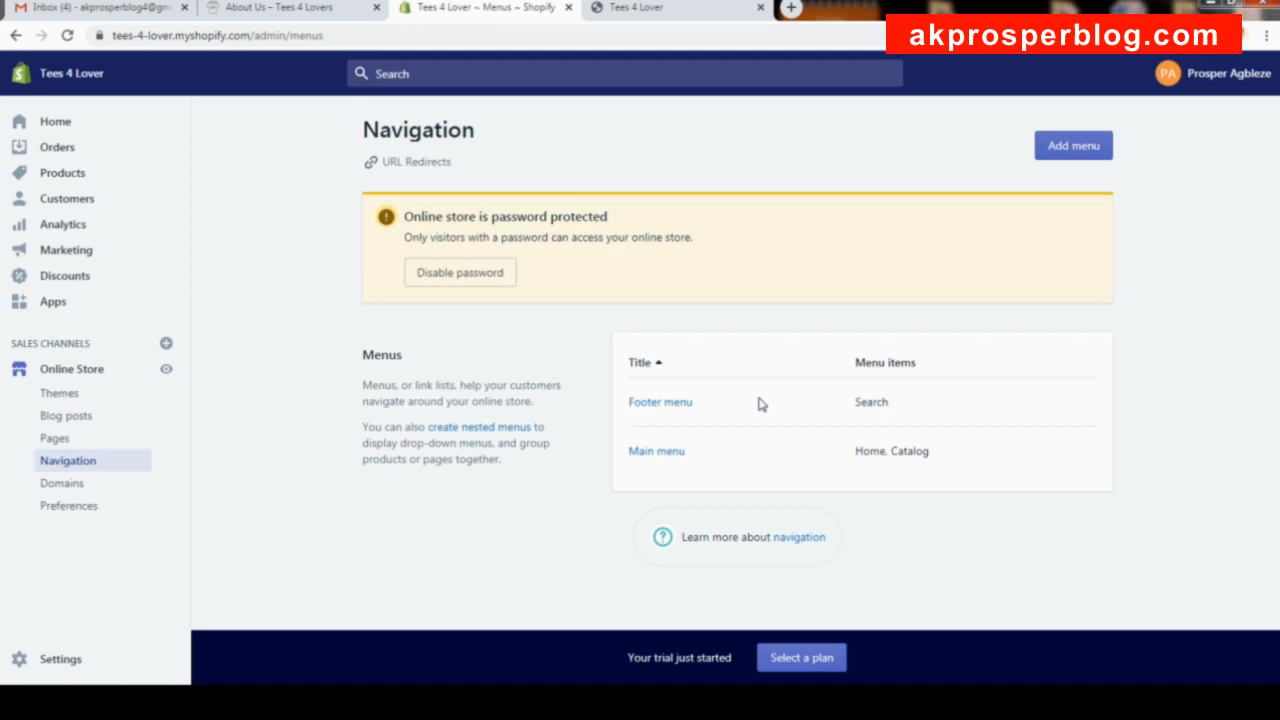 Inbox (4) - akprosperblog4@gm
About Us – Tees 4 Lovers
Tees 4 Lover ~ Menus ~ Shopify
Tees 4 Lover
tees-4-lover.myshopify.com/admin/menus
akprosperblog.com
Tees 4 Lover
Search
PA
Prosper Agbleze
Home
Orders
Products
Customers
Analytics
Marketing
Discounts
Apps
SALES CHANNELS
Online Store
Themes
Blog posts
Pages
Navigation
Domains
Preferences
Settings
Navigation
URL Redirects
Add menu
Online store is password protected
Only visitors with a password can access your online store.
Disable password
Menus
Menus, or link lists, help your customers
navigate around your online store.
You can also create nested menus to
display drop-down menus, and group
products or pages together.
Title
Menu items
Footer menu
Search
Main menu
Home, Catalog
Learn more about navigation
Your trial just started
Select a plan